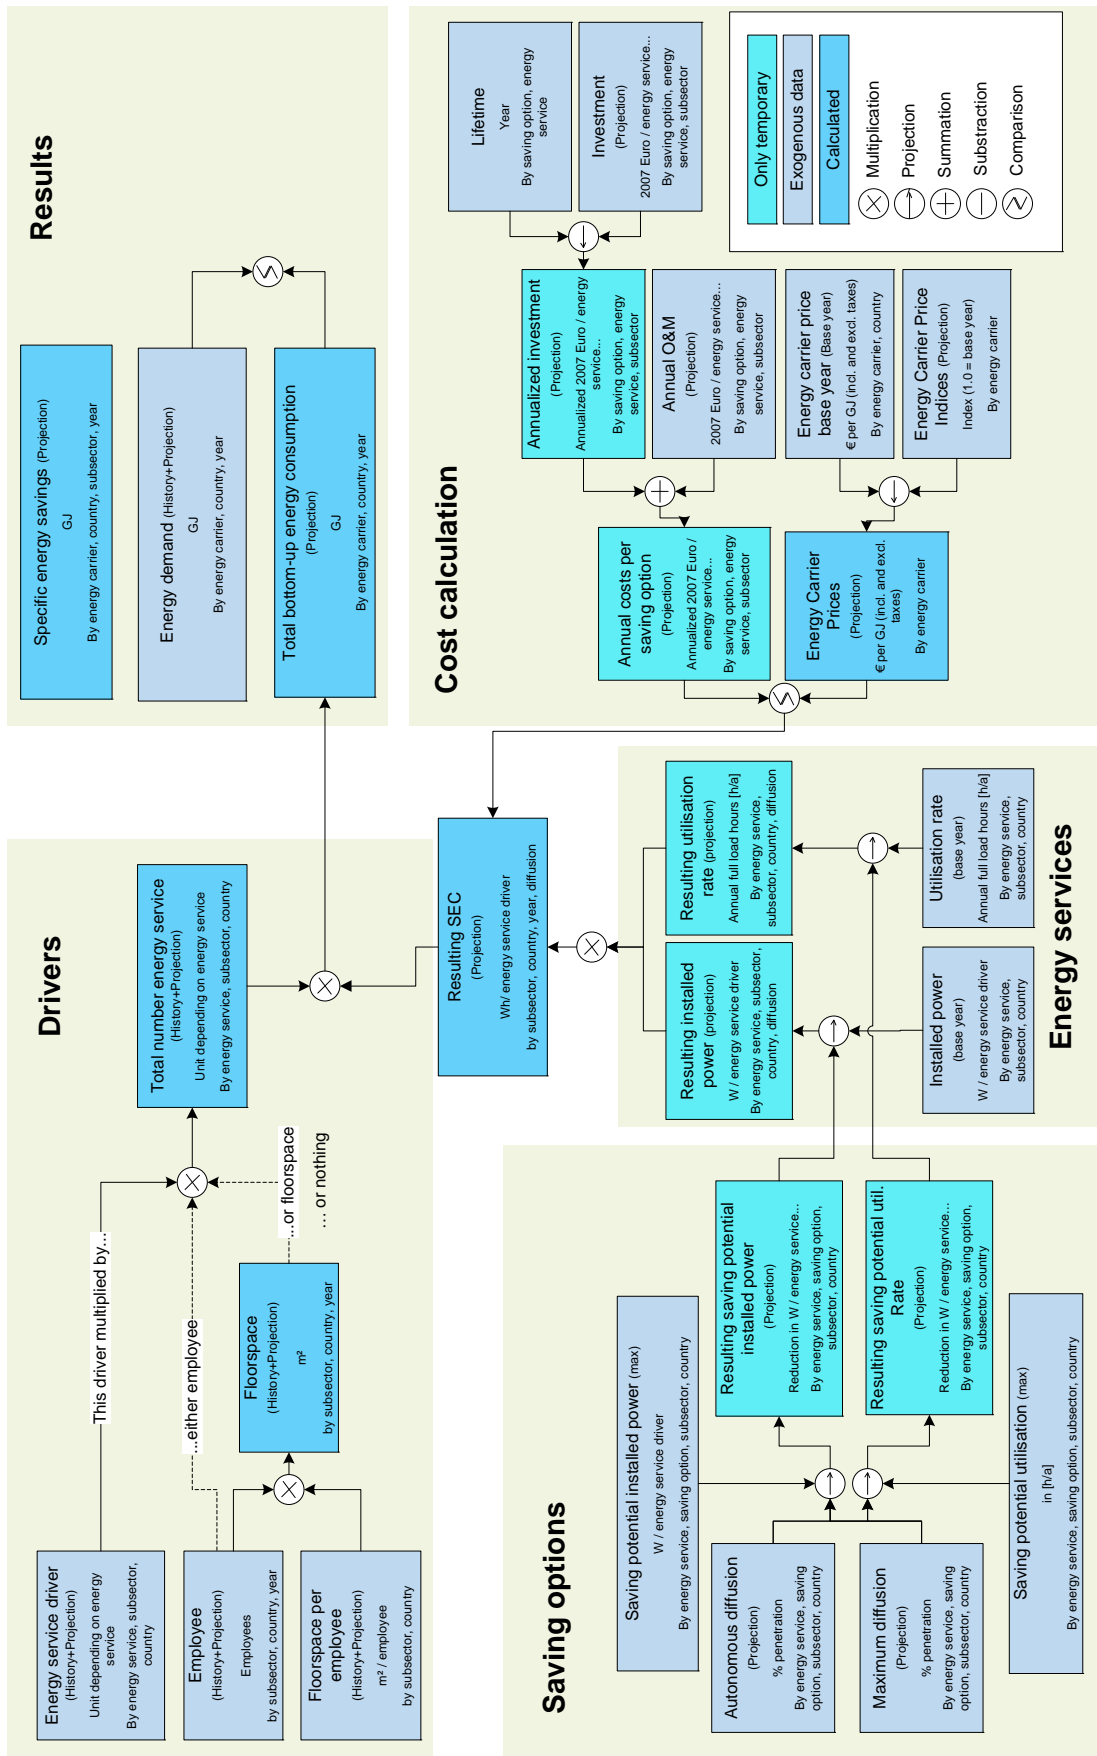 Drivers
Energy service driver
(History+Projection)
Unit depending on energy
service
By energy service, subsector,
country
Employee
(History+Projection)
Employees
by subsector, country, year
Floorspace per
employee
(History+Projection)
m² / employee
by subsector, country
This driver multiplied by...
...either employee
...or floorspace
... or nothing
Floorspace
(History+Projection)
m²
by subsector, country, year
Total number energy service
(History+Projection)
Unit depending on energy service
By energy service, subsector, country
Results
Specific energy savings (Projection)
GJ
By energy carrier, country, subsector, year
Energy demand (History+Projection)
GJ
By energy carrier, country, year
Total bottom-up energy consumption
(Projection)
GJ
By energy carrier, country, year
Resulting SEC
(Projection)
Wh/ energy service driver
by subsector, country, year, diffusion
Saving options
Saving potential installed power (max)
W / energy service driver
By energy service, saving option, subsector, country
Autonomous diffusion
(Projection)
% penetration
By energy service, saving
option, subsector, country
Maximum diffusion
(Projection)
% penetration
By energy service, saving
option, subsector, country
Saving potential utilisation (max)
in [h/a]
By energy service, saving option, subsector, country
Resulting saving potential
installed power
(Projection)
Reduction in W / energy service...
By energy service, saving option,
subsector, country
Resulting saving potential util.
Rate
(Projection)
Reduction in W / energy service...
By energy service, saving option,
subsector, country
Energy services
Resulting installed
power (projection)
W / energy service driver
By energy service, subsector,
country, diffusion
Resulting utilisation
rate (projection)
Annual full load hours [h/a]
By energy service,
subsector, country, diffusion
Installed power
(base year)
W / energy service driver
By energy service,
subsector, country
Utilisation rate
(base year)
Annual full load hours [h/a]
By energy service,
subsector, country
Cost calculation
Annual costs per
saving option
(Projection)
Annualized 2007 Euro /
energy service...
By saving option, energy
service, subsector
Energy Carrier
Prices
(Projection)
€ per GJ (incl. and excl.
taxes)
By energy carrier
Annualized investment
(Projection)
Annualized 2007 Euro / energy
service...
By saving option, energy
service, subsector
Annual O&M
(Projection)
2007 Euro / energy service...
By saving option, energy
service, subsector
Energy carrier price
base year (Base year)
€ per GJ (incl. and excl. taxes)
By energy carrier, country
Energy Carrier Price
Indices (Projection)
Index (1.0 = base year)
By energy carrier
Lifetime
Year
By saving option, energy
service
Investment
(Projection)
2007 Euro / energy service...
By saving option, energy
service, subsector
Only temporary
Exogenous data
Calculated
Multiplication
Projection
Summation
Substraction
Comparison